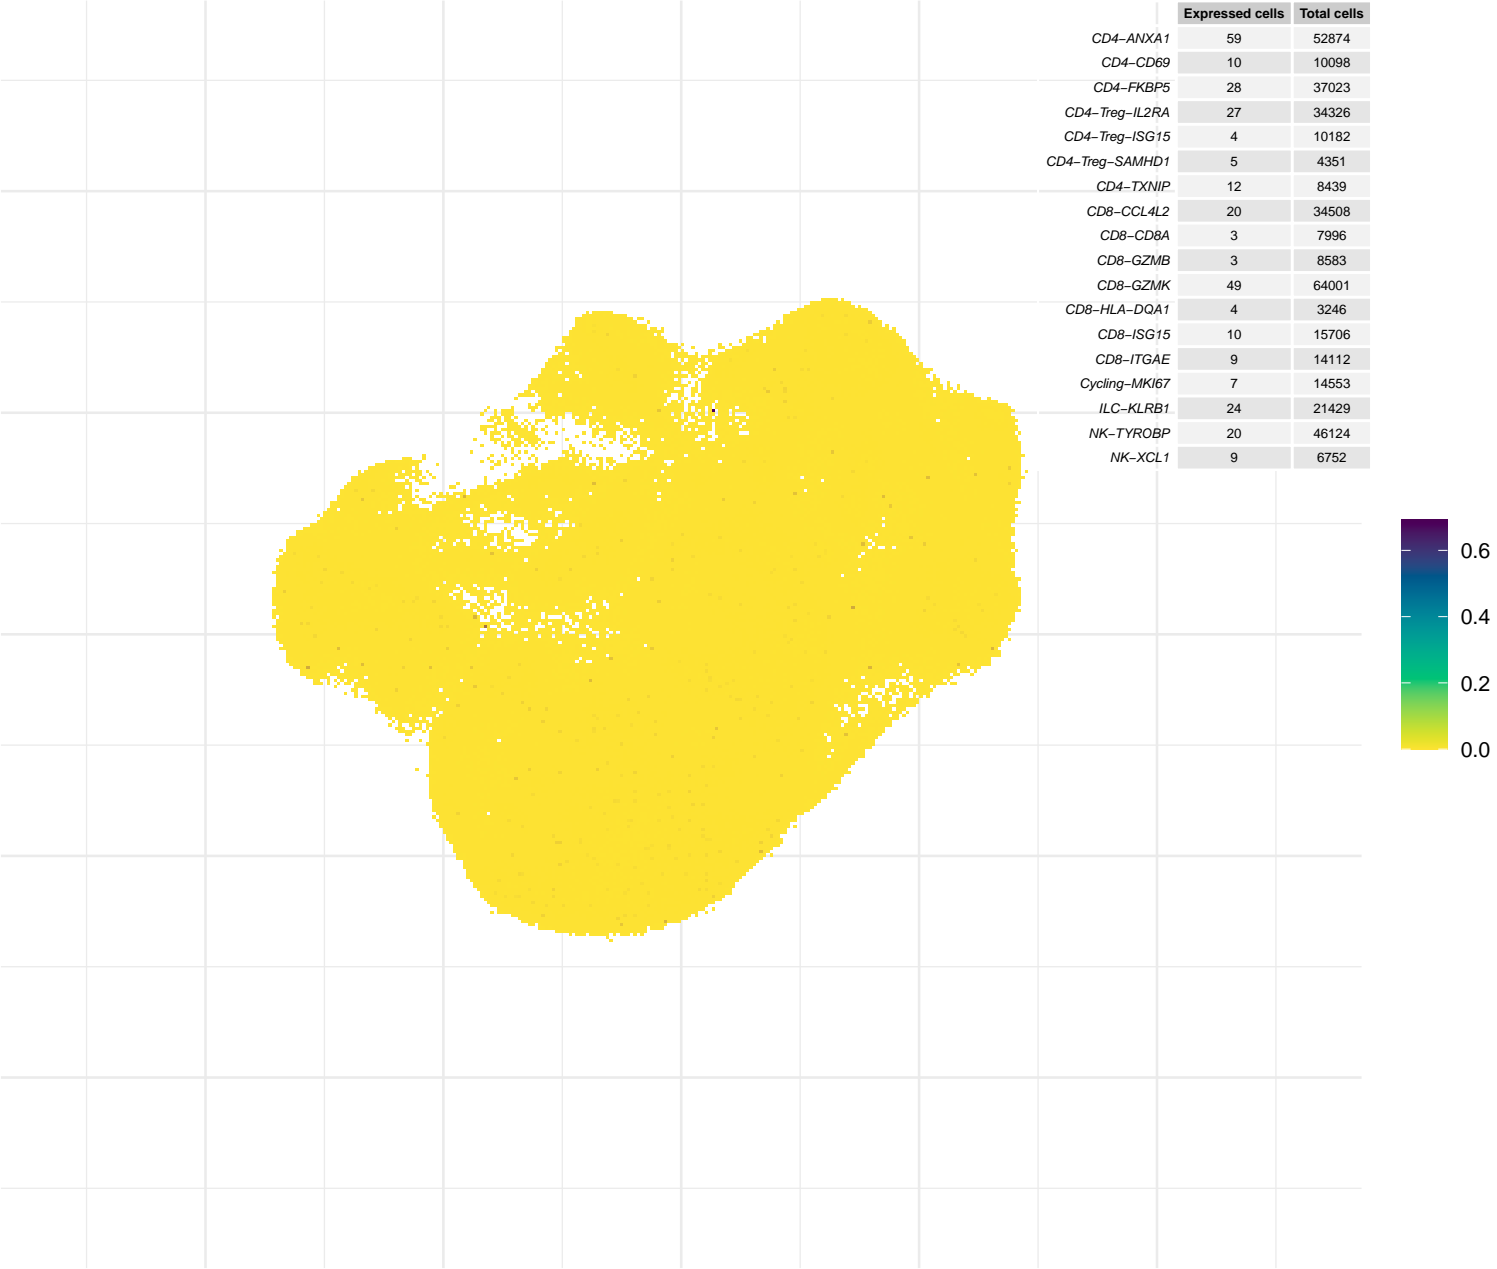 Expressed cells Total cells
CD4−ANXA1 59 52874
CD4−CD69 10 10098
CD4−FKBP5 28 37023
CD4−Treg−IL2RA 27 34326
CD4−Treg−ISG15 4 10182
CD4−Treg−SAMHD1 5 4351
CD4−TXNIP 12 8439
CD8−CCL4L2 20 34508
CD8−CD8A 3 7996
CD8−GZMB 3 8583
CD8−GZMK 49 64001
CD8−HLA−DQA1 4 3246
CD8−ISG15 10 15706
CD8−ITGAE 9 14112
Cycling−MKI67 7 14553
ILC−KLRB1 24 21429
NK−TYROBP 20 46124
NK−XCL1 9 6752
0.6
0.4
0.2
0.0